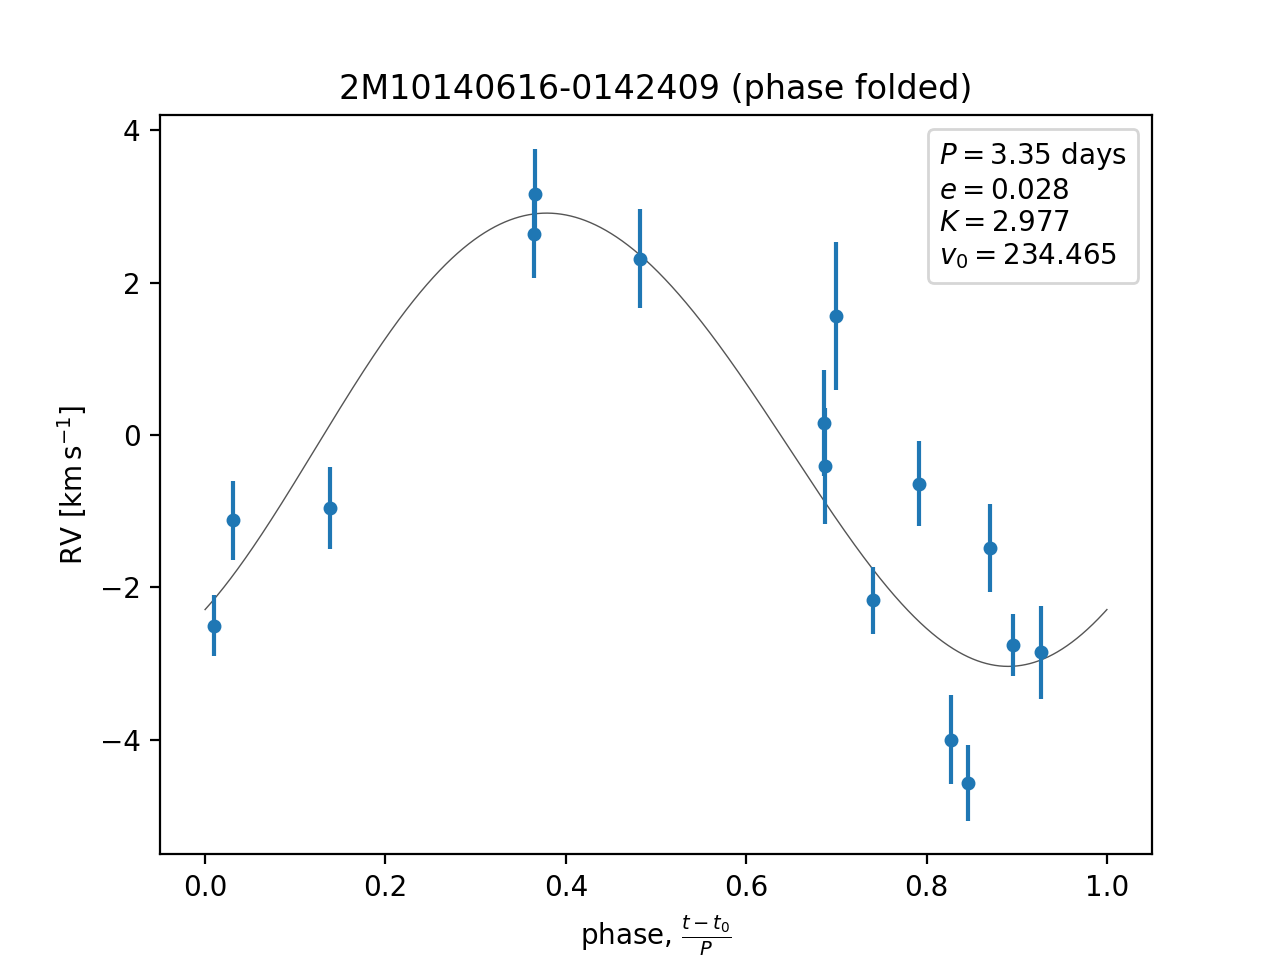 2M10140616-0142409 (phase folded)
P = 3.35 days
e = 0.028
K = 2.977
v₀ = 234.465
RV [km s⁻¹]
4
2
0
−2
−4
0.0 0.2 0.4 0.6 0.8 1.0
phase, (t − t₀)/P